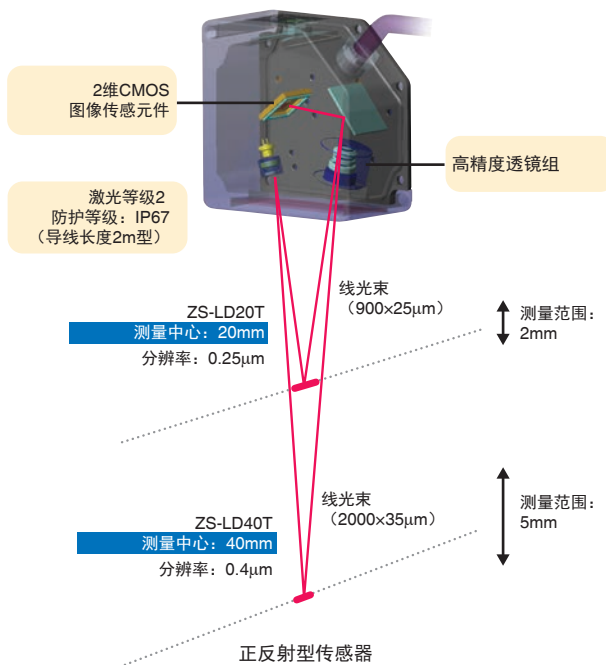 2维CMOS
图像传感元件
高精度透镜组
激光等级2
防护等级：IP67
（导线长度2m型）
线光束
（900×25μm）
ZS-LD20T
测量中心：20mm
分辨率：0.25μm
测量范围：
2mm
线光束
（2000×35μm）
ZS-LD40T
测量中心：40mm
分辨率：0.4μm
测量范围：
5mm
正反射型传感器